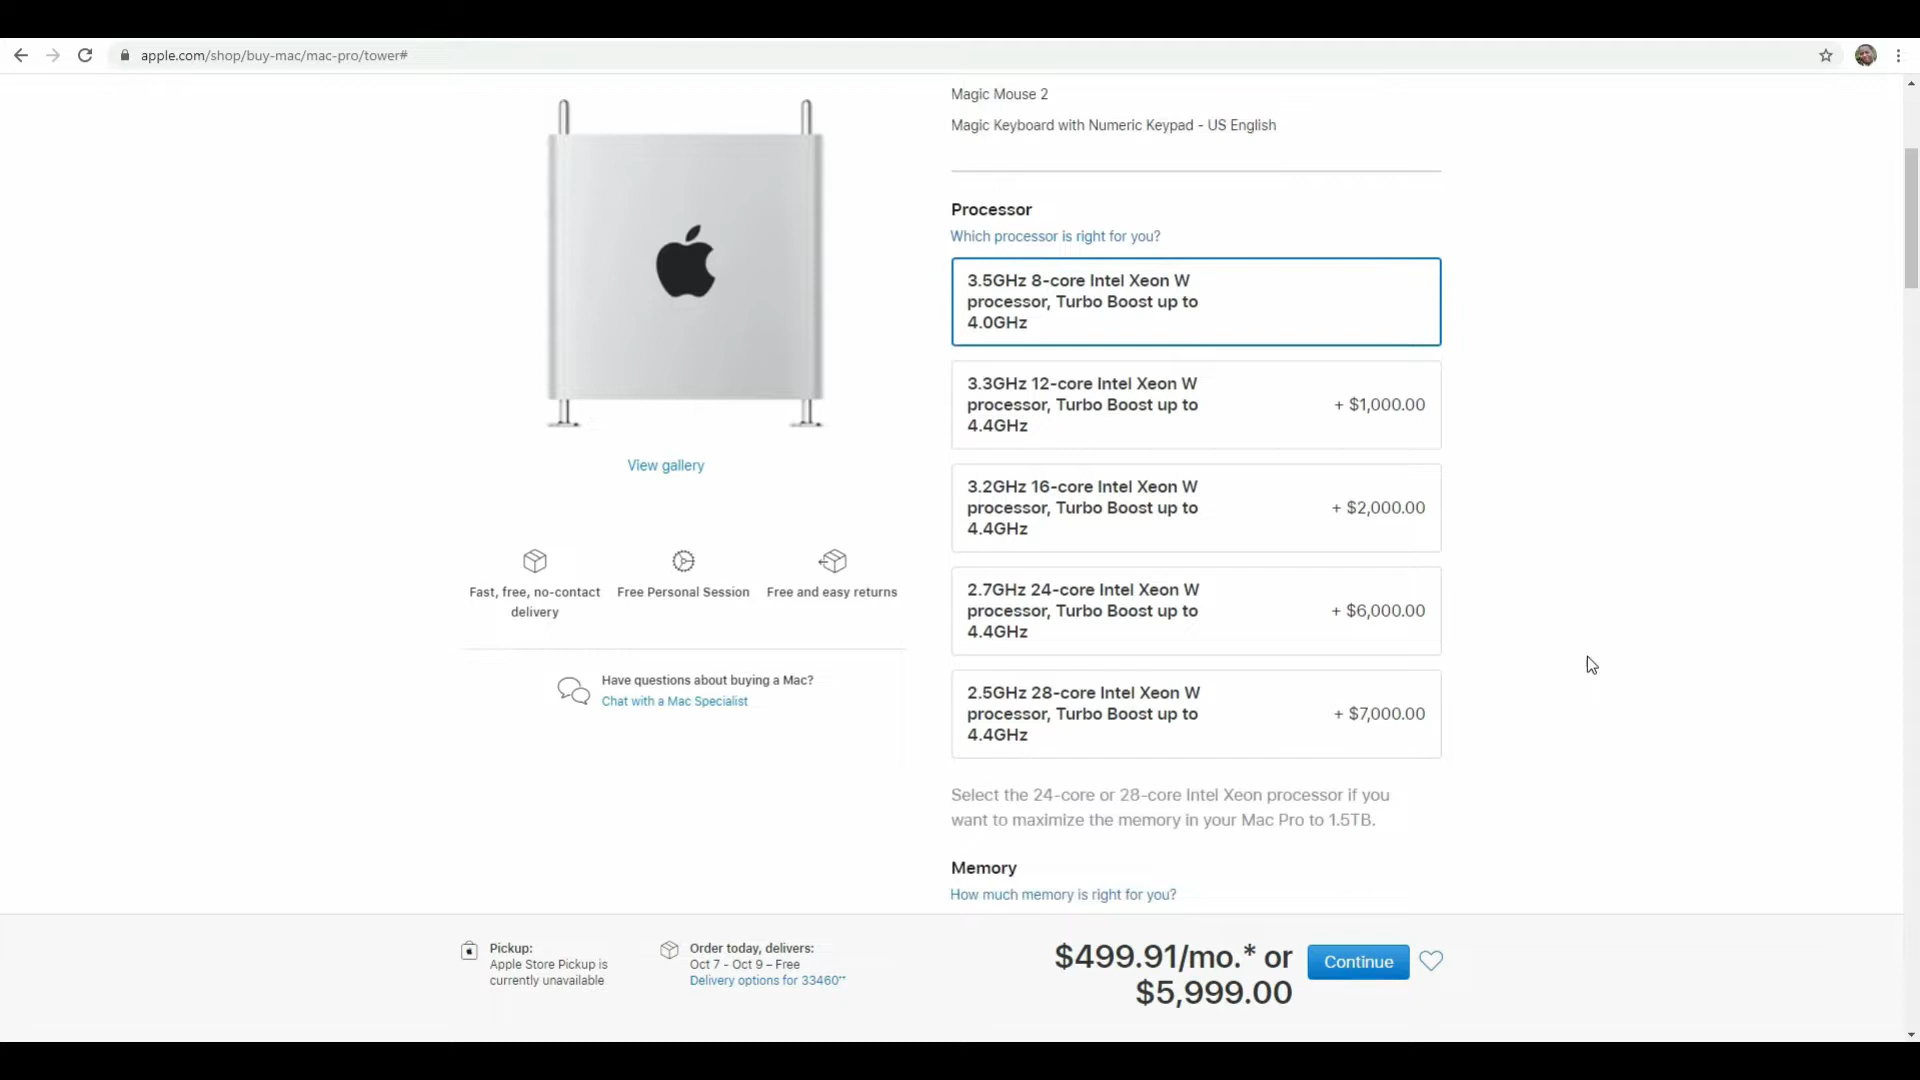 apple.com/shop/buy-mac/mac-pro/tower#
Magic Mouse 2
Magic Keyboard with Numeric Keypad - US English
Processor
Which processor is right for you?
3.5GHz 8-core Intel Xeon W
processor, Turbo Boost up to
4.0GHz
3.3GHz 12-core Intel Xeon W
processor, Turbo Boost up to
4.4GHz
+ $1,000.00
3.2GHz 16-core Intel Xeon W
processor, Turbo Boost up to
4.4GHz
+ $2,000.00
2.7GHz 24-core Intel Xeon W
processor, Turbo Boost up to
4.4GHz
+ $6,000.00
2.5GHz 28-core Intel Xeon W
processor, Turbo Boost up to
4.4GHz
+ $7,000.00
Select the 24-core or 28-core Intel Xeon processor if you
want to maximize the memory in your Mac Pro to 1.5TB.
Memory
How much memory is right for you?
View gallery
Fast, free, no-contact
delivery
Free Personal Session
Free and easy returns
Have questions about buying a Mac?
Chat with a Mac Specialist
Pickup:
Apple Store Pickup is
currently unavailable
Order today, delivers:
Oct 7 - Oct 9 – Free
Delivery options for 33460**
$499.91/mo.* or
$5,999.00
Continue